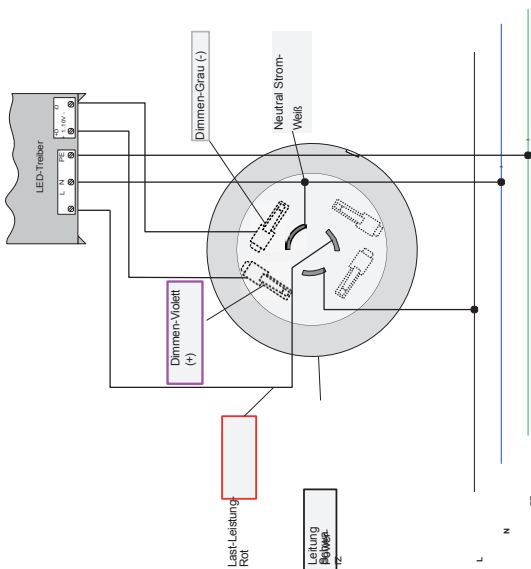 LED-Treiber
L
N
PE
+D
-D
+ 1..10V -
Dimmen-Grau (-)
Neutral Strom-
Weiß
Dimmen-Violett
(+)
Last-Leistung-
Rot
Leitung
L
N